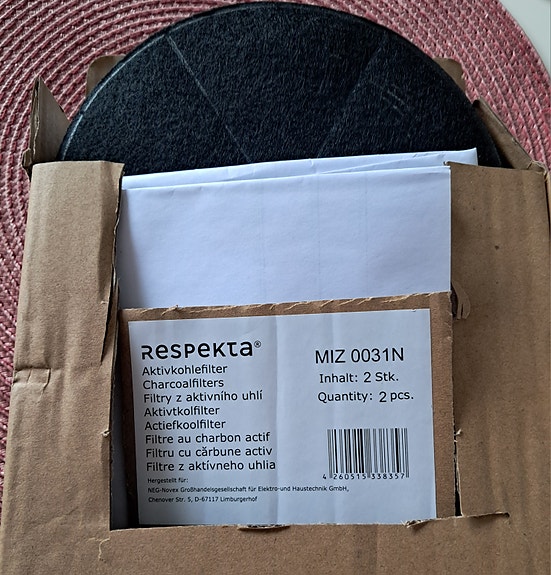 Respekta®
MIZ 0031N
Aktivkohlefilter
Charcoalfilters
Filtry z aktivního uhlí
Aktivtkolfilter
Actiefkoolfilter
Filtre au charbon actif
Filtru cu cărbune activ
Filtre z aktívneho uhlia
Inhalt: 2 Stk.
Quantity: 2 pcs.
4 260515 338357
Hergestellt für:
NEG-Novex Großhandelsgesellschaft für Elektro-und Haustechnik GmbH,
Chenover Str. 5, D-67117 Limburgerhof